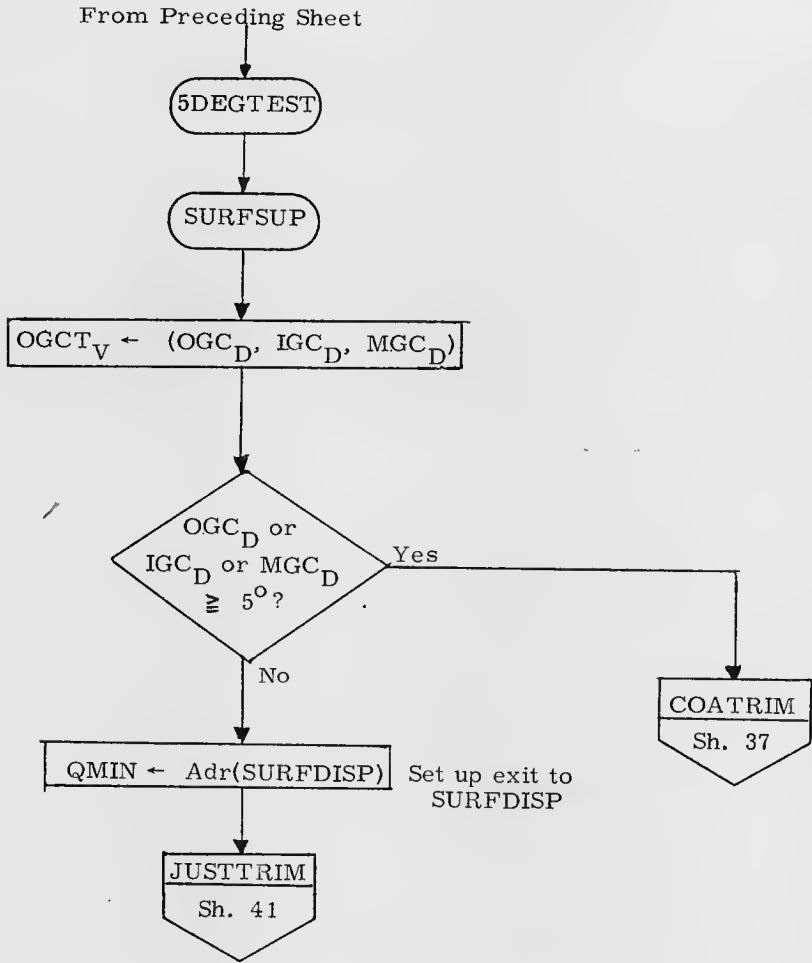 From Preceding Sheet
5DEGTEST
SURFSUP
OGCT_V ← (OGC_D, IGC_D, MGC_D)
OGC_D or
IGC_D or MGC_D
≧ 5°?
Yes
No
COATRIM
Sh. 37
QMIN ← Adr(SURFDISP)
Set up exit to
SURFDISP
JUSTTRIM
Sh. 41